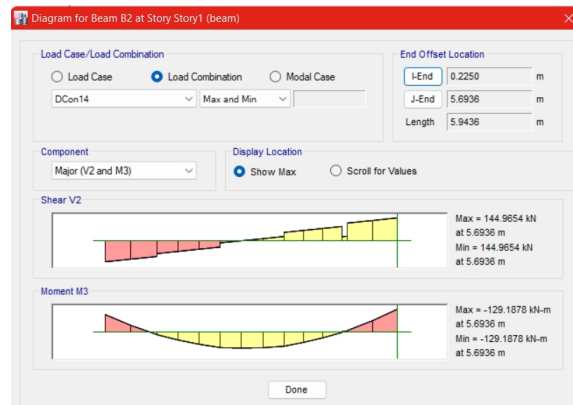 Diagram for Beam B2 at Story Story1 (beam)
Load Case/Load Combination
Load Case
Load Combination
Modal Case
DCon14
Max and Min
End Offset Location
I-End
0.2250
m
J-End
5.6936
m
Length
5.9436
m
Component
Major (V2 and M3)
Display Location
Show Max
Scroll for Values
Shear V2
Max = 144.9654 kN
at 5.6936 m
Min = 144.9654 kN
at 5.6936 m
Moment M3
Max = -129.1878 kN-m
at 5.6936 m
Min = -129.1878 kN-m
at 5.6936 m
Done